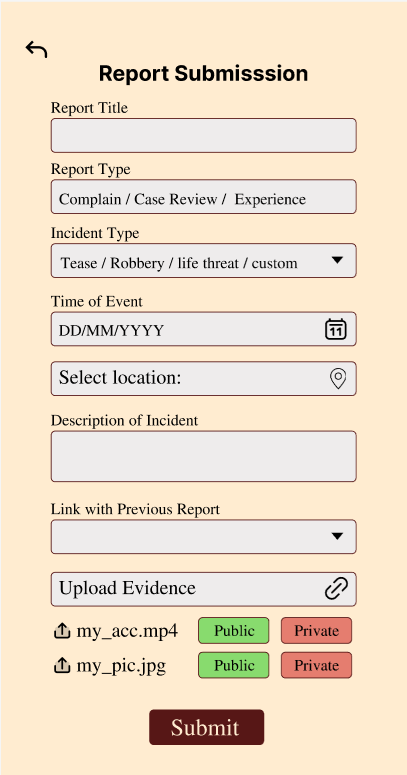 Report Submisssion
Report Title
Report Type
Complain / Case Review / Experience
Incident Type
Tease / Robbery / life threat / custom
Time of Event
DD/MM/YYYY
11
Select location:
Description of Incident
Link with Previous Report
Upload Evidence
my_acc.mp4 Public Private
my_pic.jpg Public Private
Submit